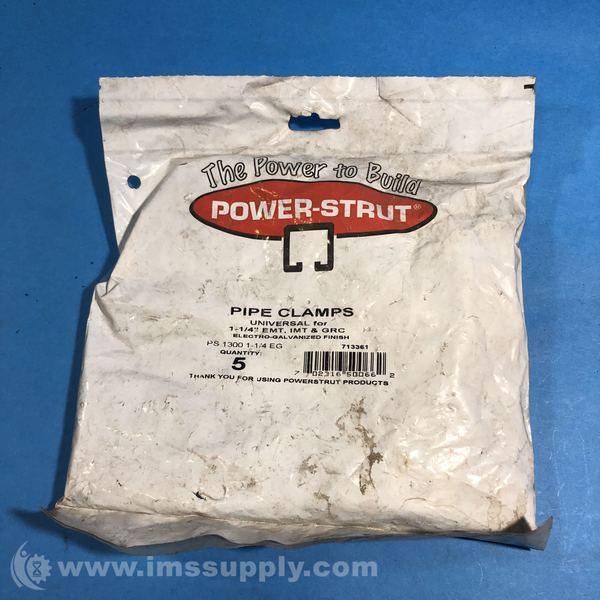 The Power to Build
POWER-STRUT®
PIPE CLAMPS
UNIVERSAL for
1-1/4" EMT, IMT & GRC
ELECTRO-GALVANIZED FINISH
PS 1300 1-1/4 EG
713361
QUANTITY:
5
7 02316 50066 2
THANK YOU FOR USING POWERSTRUT PRODUCTS
www.imssupply.com